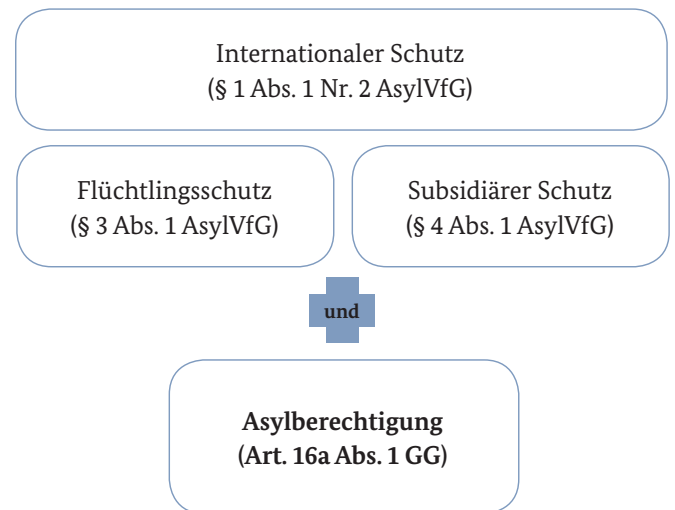 Internationaler Schutz
(§ 1 Abs. 1 Nr. 2 AsylVfG)
Flüchtlingsschutz
(§ 3 Abs. 1 AsylVfG)
Subsidiärer Schutz
(§ 4 Abs. 1 AsylVfG)
und
Asylberechtigung
(Art. 16a Abs. 1 GG)